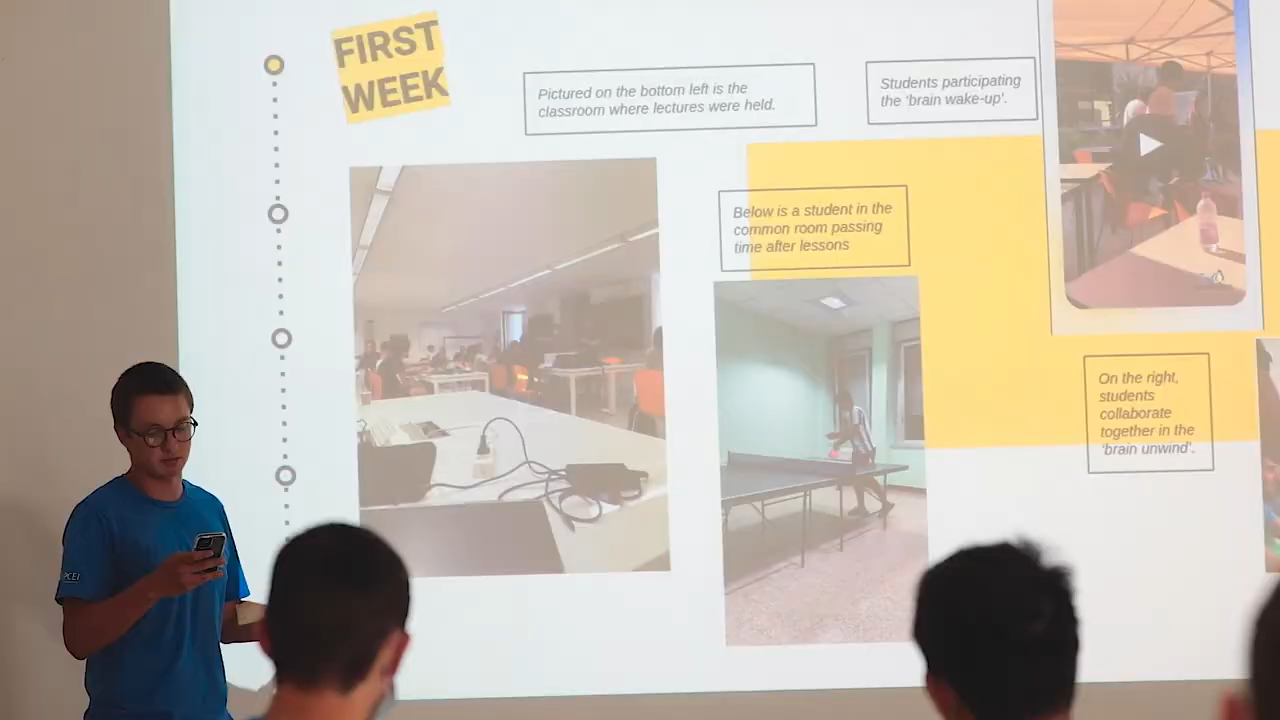 FIRST
WEEK
Pictured on the bottom left is the
classroom where lectures were held.
Students participating
the 'brain wake-up'.
Below is a student in the
common room passing
time after lessons
On the right,
students
collaborate
together in the
'brain unwind'.
PCEI